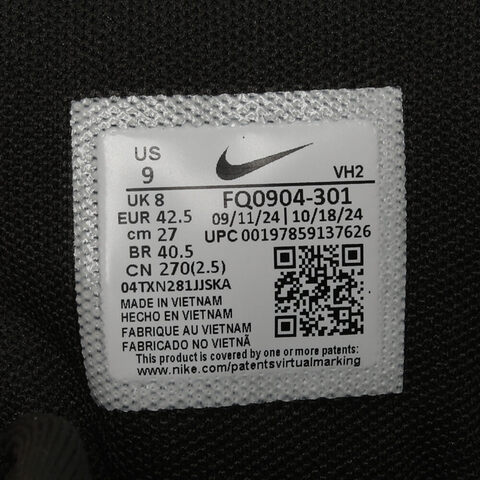 US
9
VH2
UK 8
FQ0904-301
EUR 42.5
09/11/24 | 10/18/24
cm 27
UPC 00197859137626
BR 40.5
CN 270(2.5)
04TXN281JJSKA
MADE IN VIETNAM
HECHO EN VIETNAM
FABRIQUE AU VIETNAM
FABRICADO NO VIETNÃ
This product is covered by one or more patents:
www.nike.com/patentsvirtualmarking